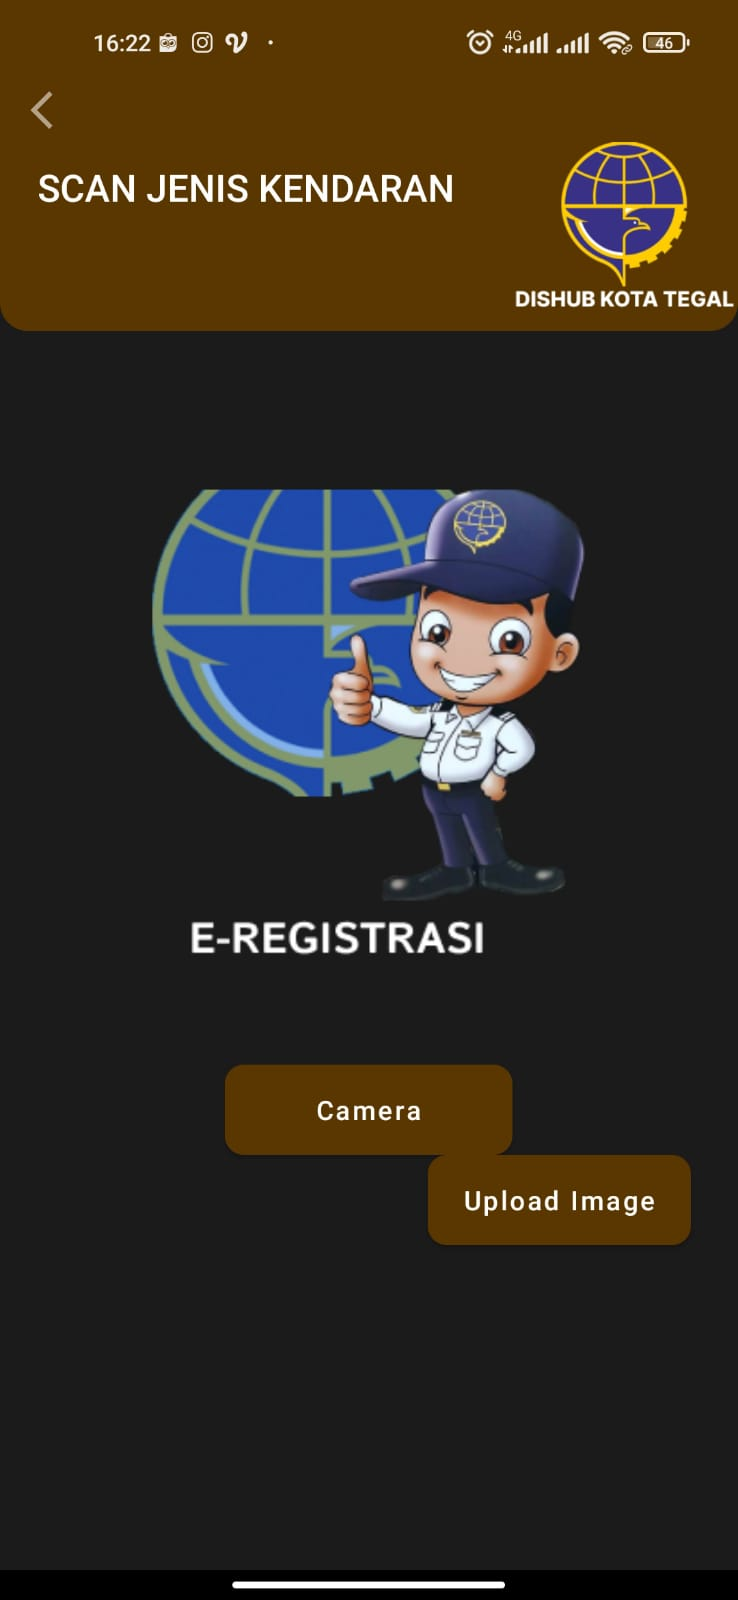 16:22
4G
46
SCAN JENIS KENDARAN
DISHUB KOTA TEGAL
E-REGISTRASI
Camera
Upload Image